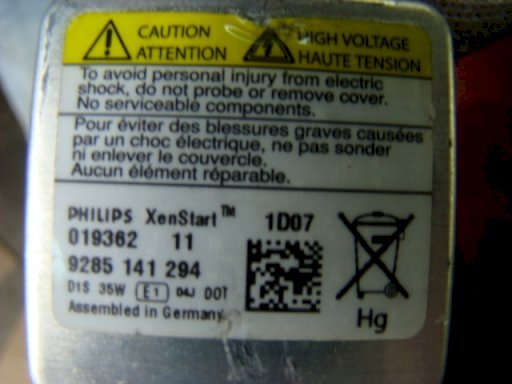 CAUTION
ATTENTION
HIGH VOLTAGE
HAUTE TENSION
To avoid personal injury from electric
shock, do not probe or remove cover.
No serviceable components.
Pour éviter des blessures graves causées
par un choc électrique, ne pas sonder
ni enlever le couvercle.
Aucun élément réparable.
PHILIPS XenStart™ 1D07
019362 11
9285 141 294
D1S 35W E1 04J DOT
Assembled in Germany
Hg